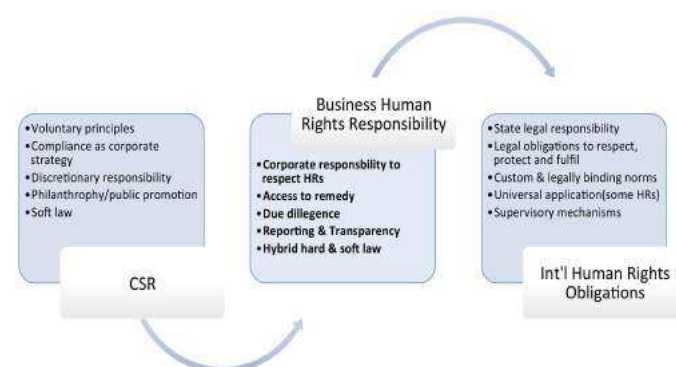 •Voluntary principles
•Compliance as corporate
strategy
•Discretionary responsibility
•Philanthropy/public promotion
•Soft law
CSR
Business Human
Rights Responsibility
•Corporate responsbility to
respect HRs
•Access to remedy
•Due dillegence
•Reporting & Transparency
•Hybrid hard & soft law
•State legal responsibility
•Legal obligations to respect,
protect and fulfil
•Custom & legally binding norms
•Universal application(some HRs)
•Supervisory mechanisms
Int'l Human Rights
Obligations